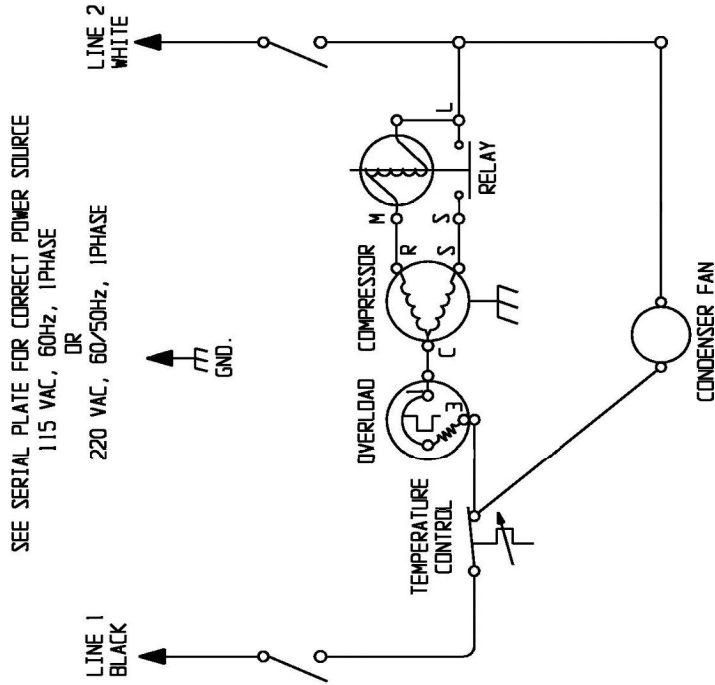 SEE SERIAL PLATE FOR CORRECT POWER SOURCE
115 VAC, 60Hz, 1PHASE
OR
220 VAC, 60/50Hz, 1PHASE
LINE 1
BLACK
GND.
LINE 2
WHITE
TEMPERATURE
CONTROL
OVERLOAD
1
3
COMPRESSOR
C
R
S
M
S
L
RELAY
CONDENSER FAN